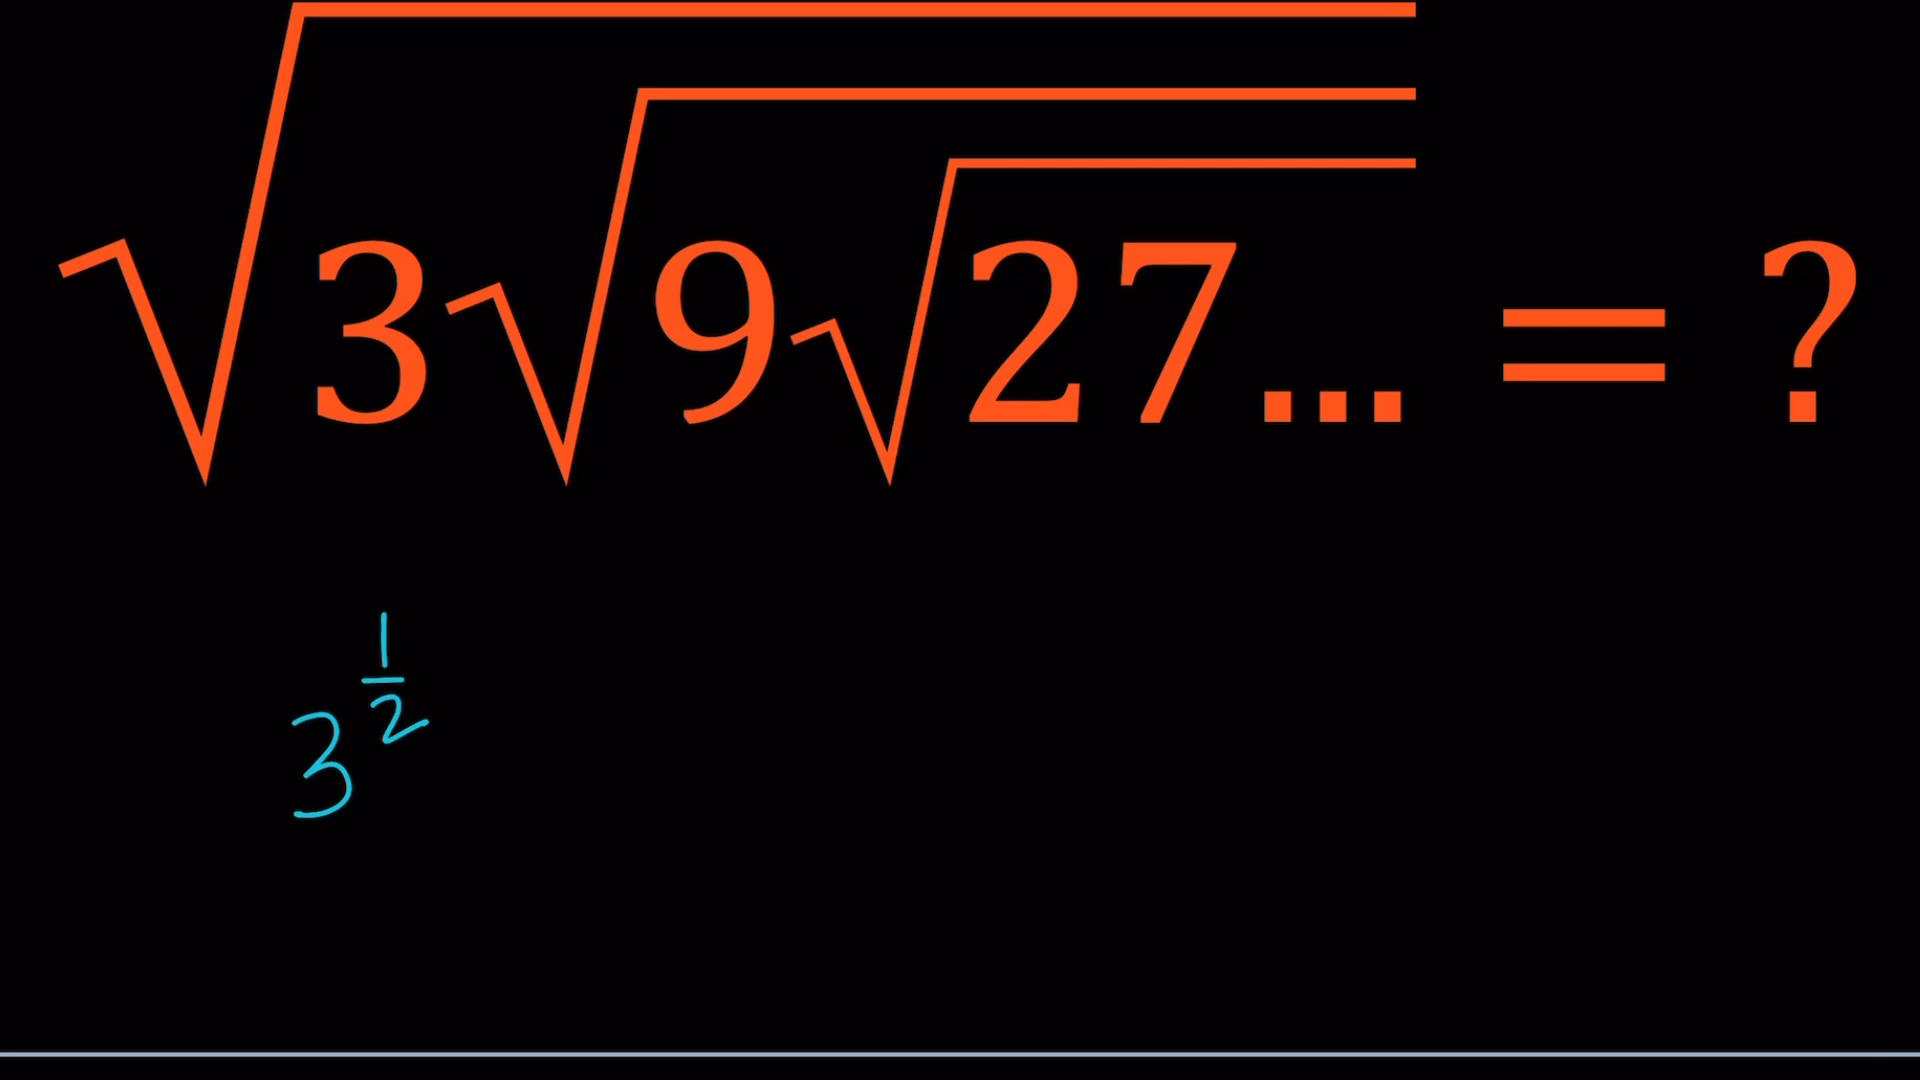 √3√9√27... = ?
3^1/2